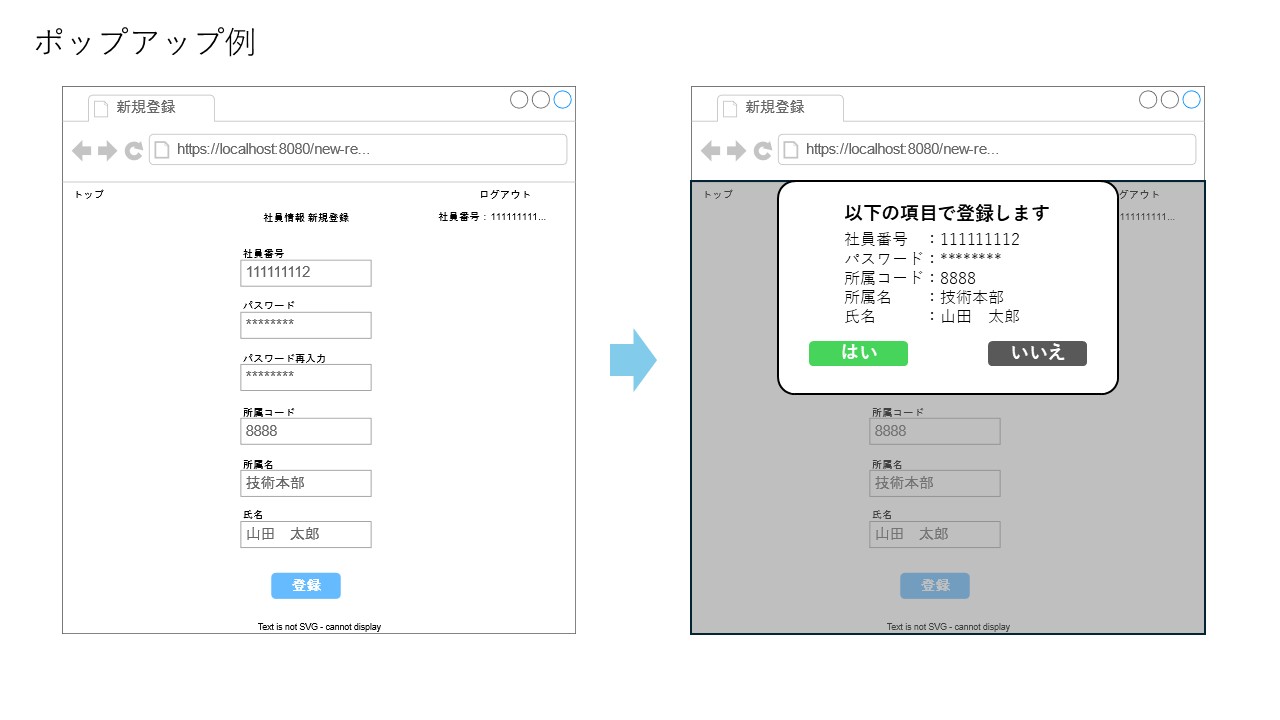 ポップアップ例
新規登録
https://localhost:8080/new-re...
トップ
ログアウト
社員情報 新規登録
社員番号：111111111...
社員番号
111111112
パスワード
********
パスワード再入力
********
所属コード
8888
所属名
技術本部
氏名
山田　太郎
登録
Text is not SVG - cannot display
新規登録
https://localhost:8080/new-re...
トップ
グアウト
111111111...
以下の項目で登録します
社員番号　：111111112
パスワード：********
所属コード：8888
所属名　　：技術本部
氏名　　　：山田　太郎
はい
いいえ
所属コード
8888
所属名
技術本部
氏名
山田　太郎
登録
Text is not SVG - cannot display